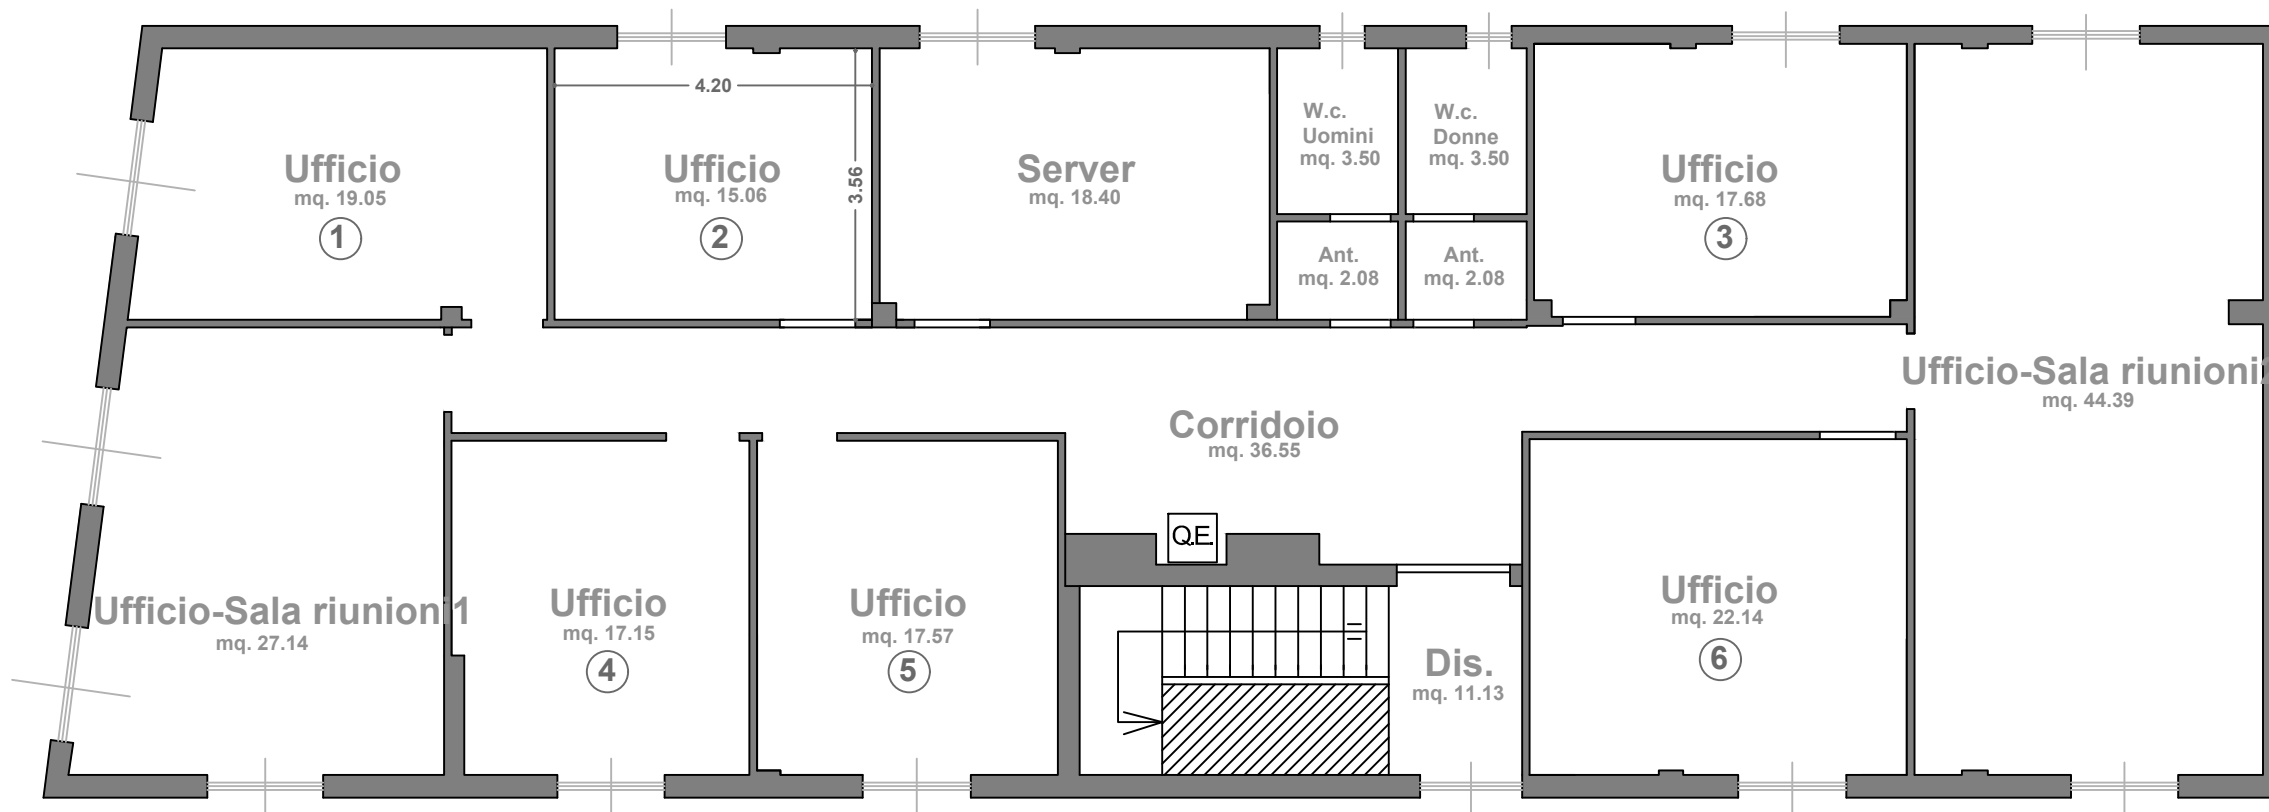 4.20
3.56
Ufficio
mq. 19.05
1
Ufficio
mq. 15.06
2
Server
mq. 18.40
W.c.
Uomini
mq. 3.50
W.c.
Donne
mq. 3.50
Ant.
mq. 2.08
Ant.
mq. 2.08
Ufficio
mq. 17.68
3
Ufficio-Sala riunioni
mq. 44.39
Corridoio
mq. 36.55
Q.E.
Ufficio-Sala riunioni1
mq. 27.14
Ufficio
mq. 17.15
4
Ufficio
mq. 17.57
5
Dis.
mq. 11.13
Ufficio
mq. 22.14
6